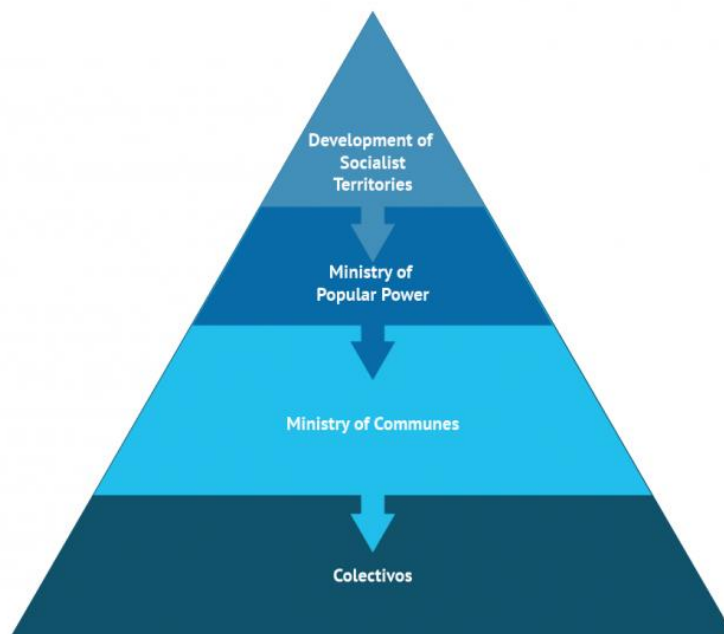 Development of
Socialist
Territories
Ministry of
Popular Power
Ministry of Communes
Colectivos